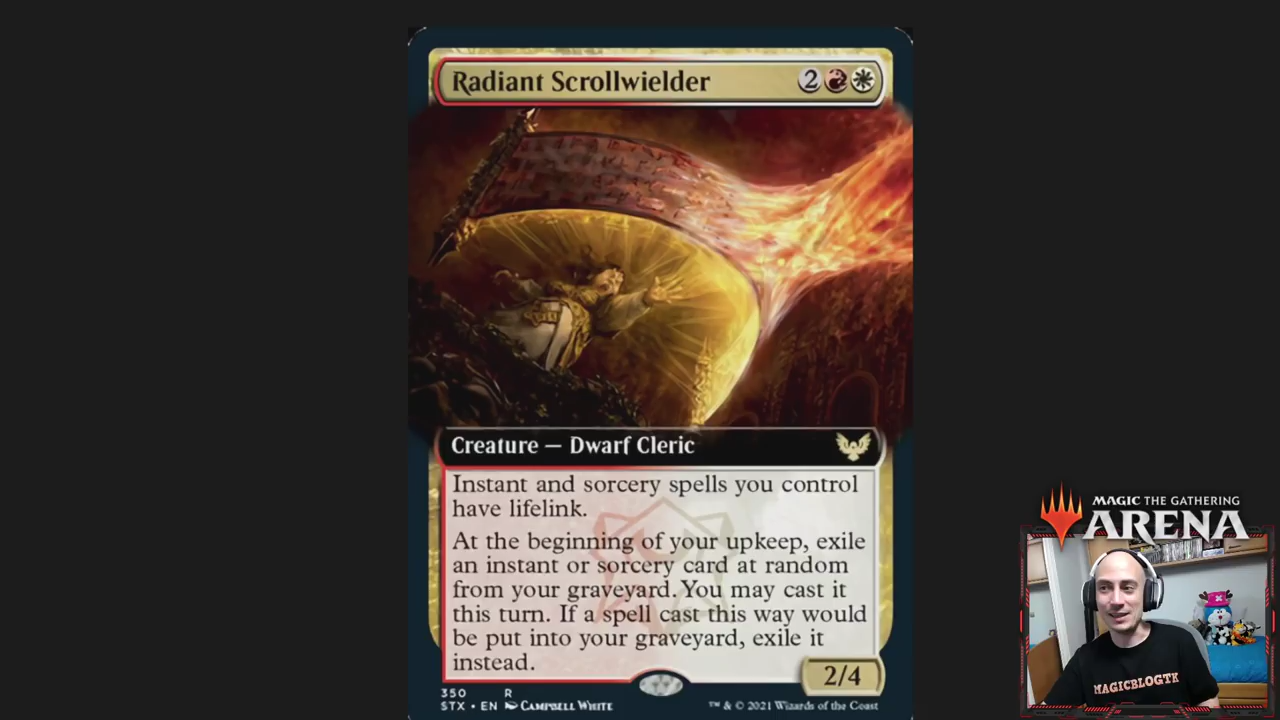 Radiant Scrollwielder 2
Creature — Dwarf Cleric
Instant and sorcery spells you control
have lifelink.
At the beginning of your upkeep, exile
an instant or sorcery card at random
from your graveyard. You may cast it
this turn. If a spell cast this way would
be put into your graveyard, exile it
instead.
2/4
350 R
STX • EN CAMPBELL WHITE
™ & © 2021 Wizards of the Coast
MAGIC THE GATHERING
ARENA
MAGICBLOGTK